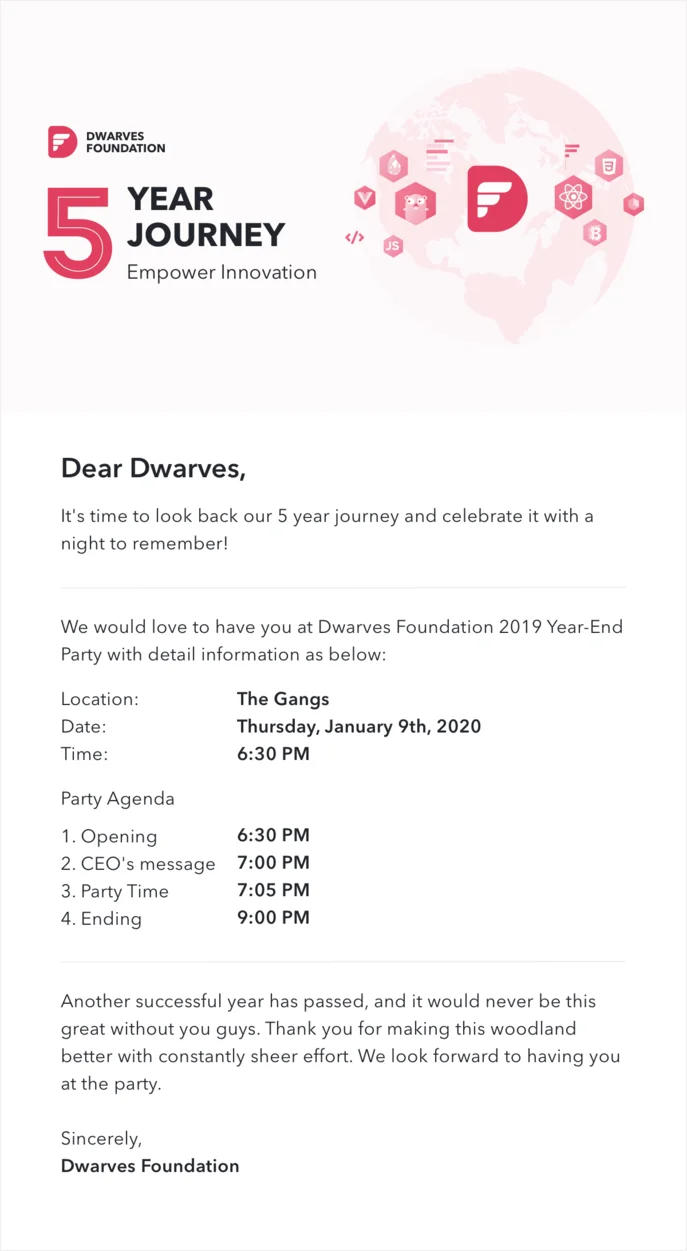 DWARVES
FOUNDATION
5 YEAR
JOURNEY
Empower Innovation
</>
JS
Dear Dwarves,
It's time to look back our 5 year journey and celebrate it with a
night to remember!
We would love to have you at Dwarves Foundation 2019 Year-End
Party with detail information as below:
Location: The Gangs
Date: Thursday, January 9th, 2020
Time: 6:30 PM
Party Agenda
1. Opening 6:30 PM
2. CEO's message 7:00 PM
3. Party Time 7:05 PM
4. Ending 9:00 PM
Another successful year has passed, and it would never be this
great without you guys. Thank you for making this woodland
better with constantly sheer effort. We look forward to having you
at the party.
Sincerely,
Dwarves Foundation